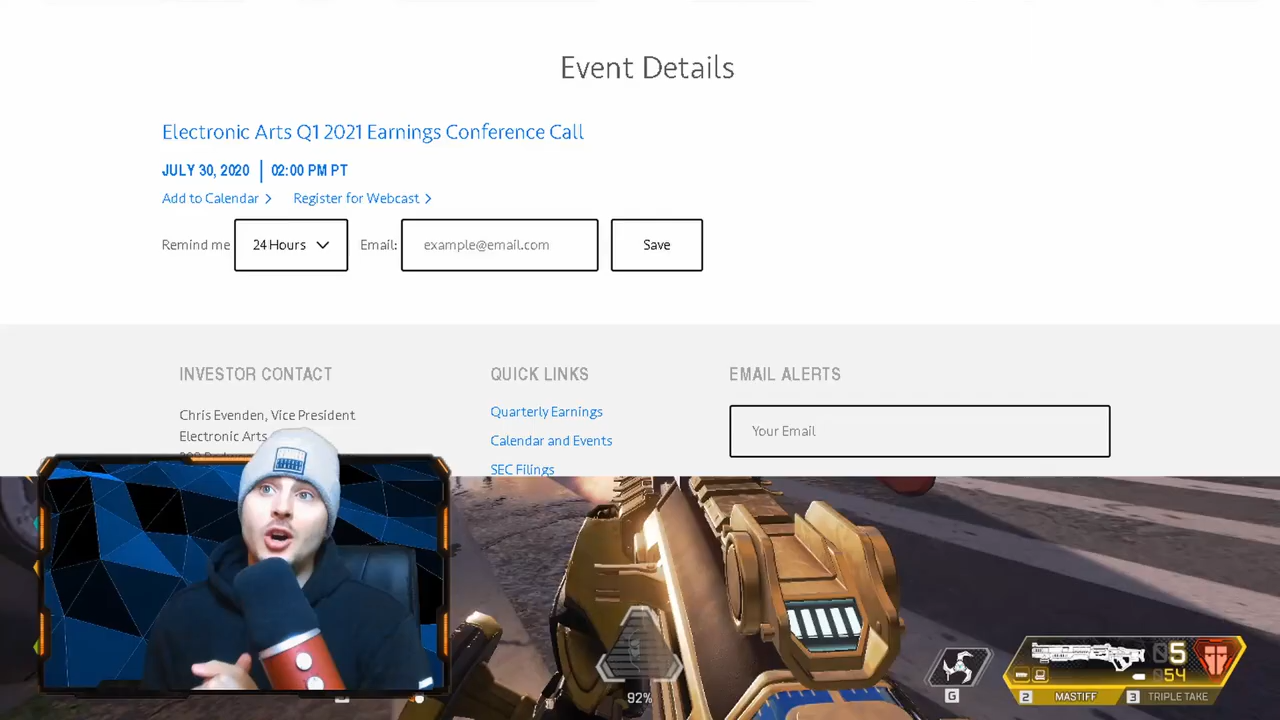 Event Details
Electronic Arts Q1 2021 Earnings Conference Call
JULY 30, 2020 | 02:00 PM PT
Add to Calendar > Register for Webcast >
Remind me 24 Hours Email: example@email.com Save
INVESTOR CONTACT
Chris Evenden, Vice President
Electronic Arts
QUICK LINKS
Quarterly Earnings
Calendar and Events
SEC Filings
EMAIL ALERTS
Your Email
92%
G
05
054
2 MASTIFF 3 TRIPLE TAKE